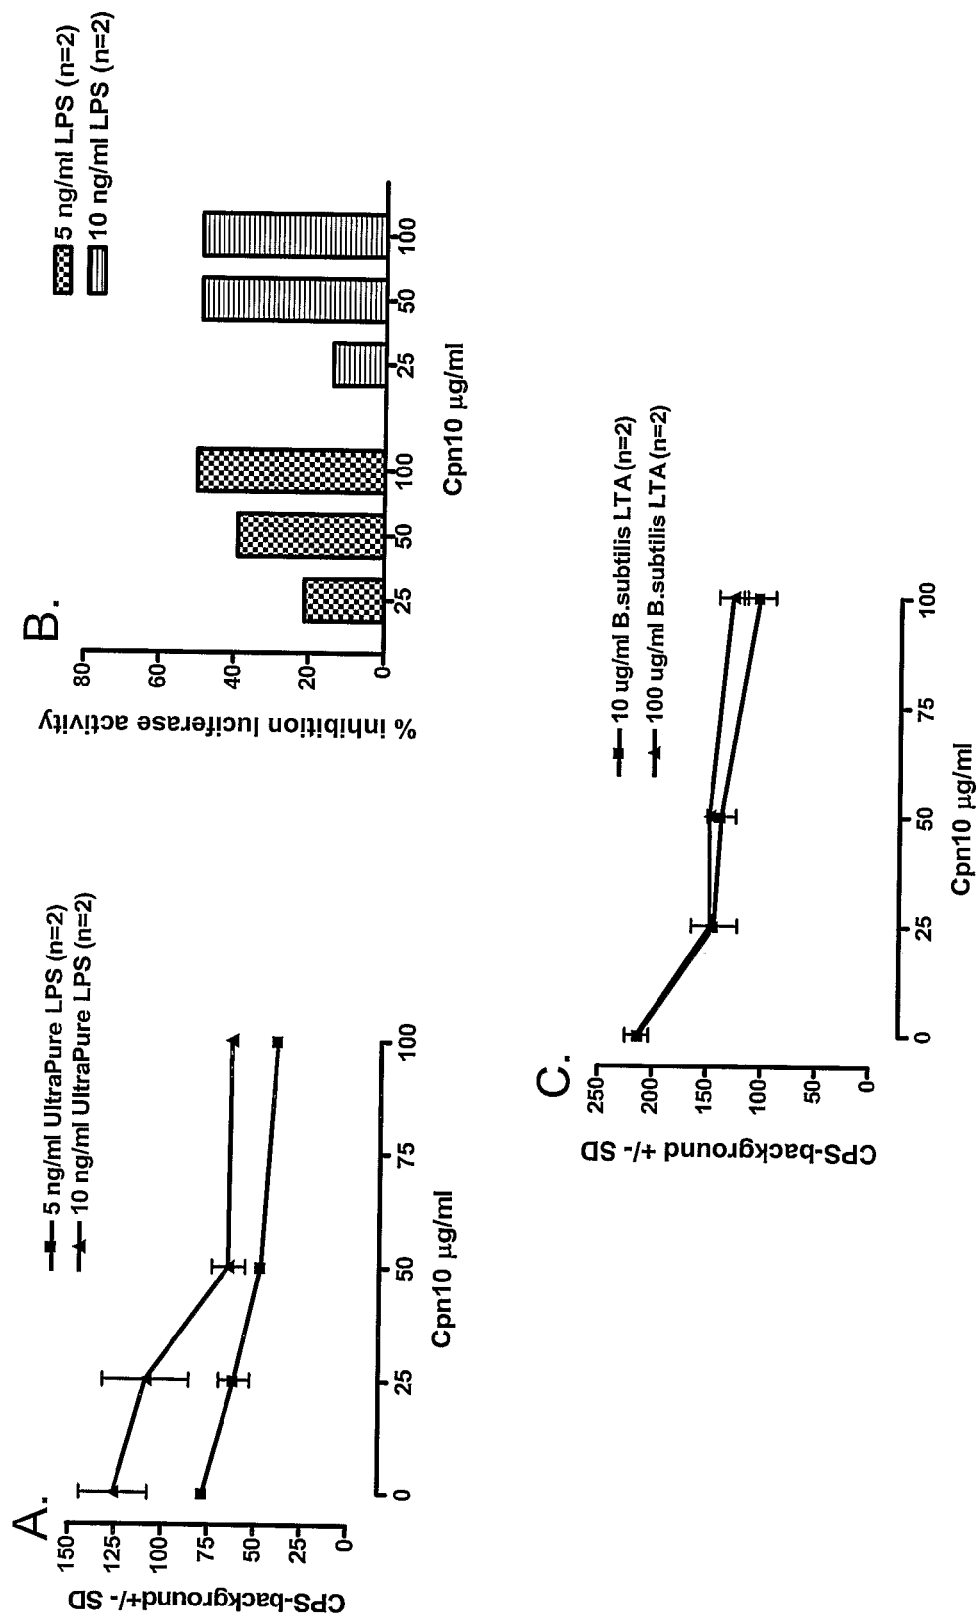 A.
5 ng/ml UltraPure LPS (n=2)
10 ng/ml UltraPure LPS (n=2)
CPS-background+/- SD
150
125
100
75
50
25
0
0
25
50
75
100
Cpn10 μg/ml
B.
5 ng/ml LPS (n=2)
10 ng/ml LPS (n=2)
% inhibition luciferase activity
80
60
40
20
0
25
50
100
25
50
100
Cpn10 μg/ml
C.
10 ug/ml B.subtilis LTA (n=2)
100 ug/ml B.subtilis LTA (n=2)
CPS-background +/- SD
250
200
150
100
50
0
0
25
50
75
100
Cpn10 μg/ml